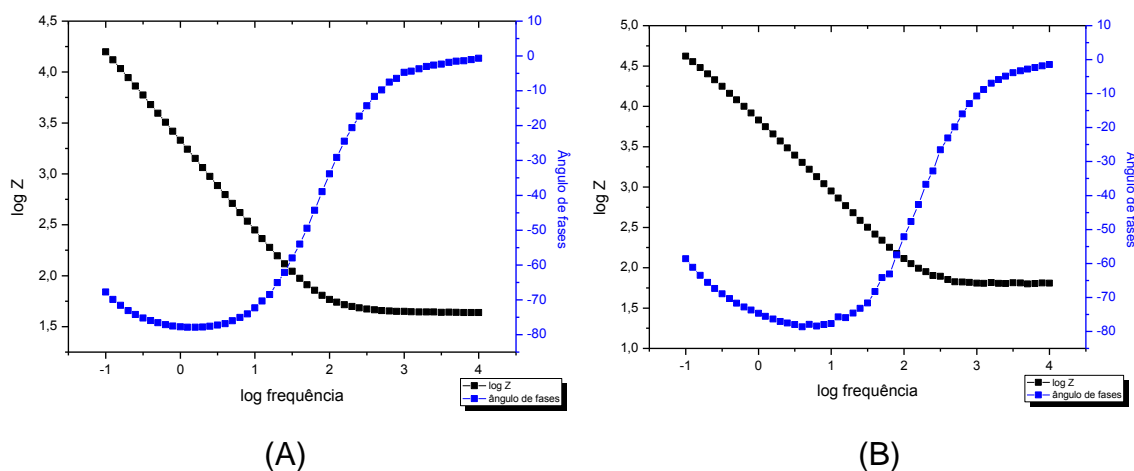 4,5
4,0
3,5
3,0
2,5
2,0
1,5
log Z
10
0
-10
-20
-30
-40
-50
-60
-70
-80
Ângulo de fases
-1 0 1 2 3 4
log frequência
log Z
ângulo de fases
(A)
5,0
4,5
4,0
3,5
3,0
2,5
2,0
1,5
1,0
log Z
10
0
-10
-20
-30
-40
-50
-60
-70
-80
Ângulo de fases
-1 0 1 2 3 4
log frequência
log Z
ângulo de fases
(B)